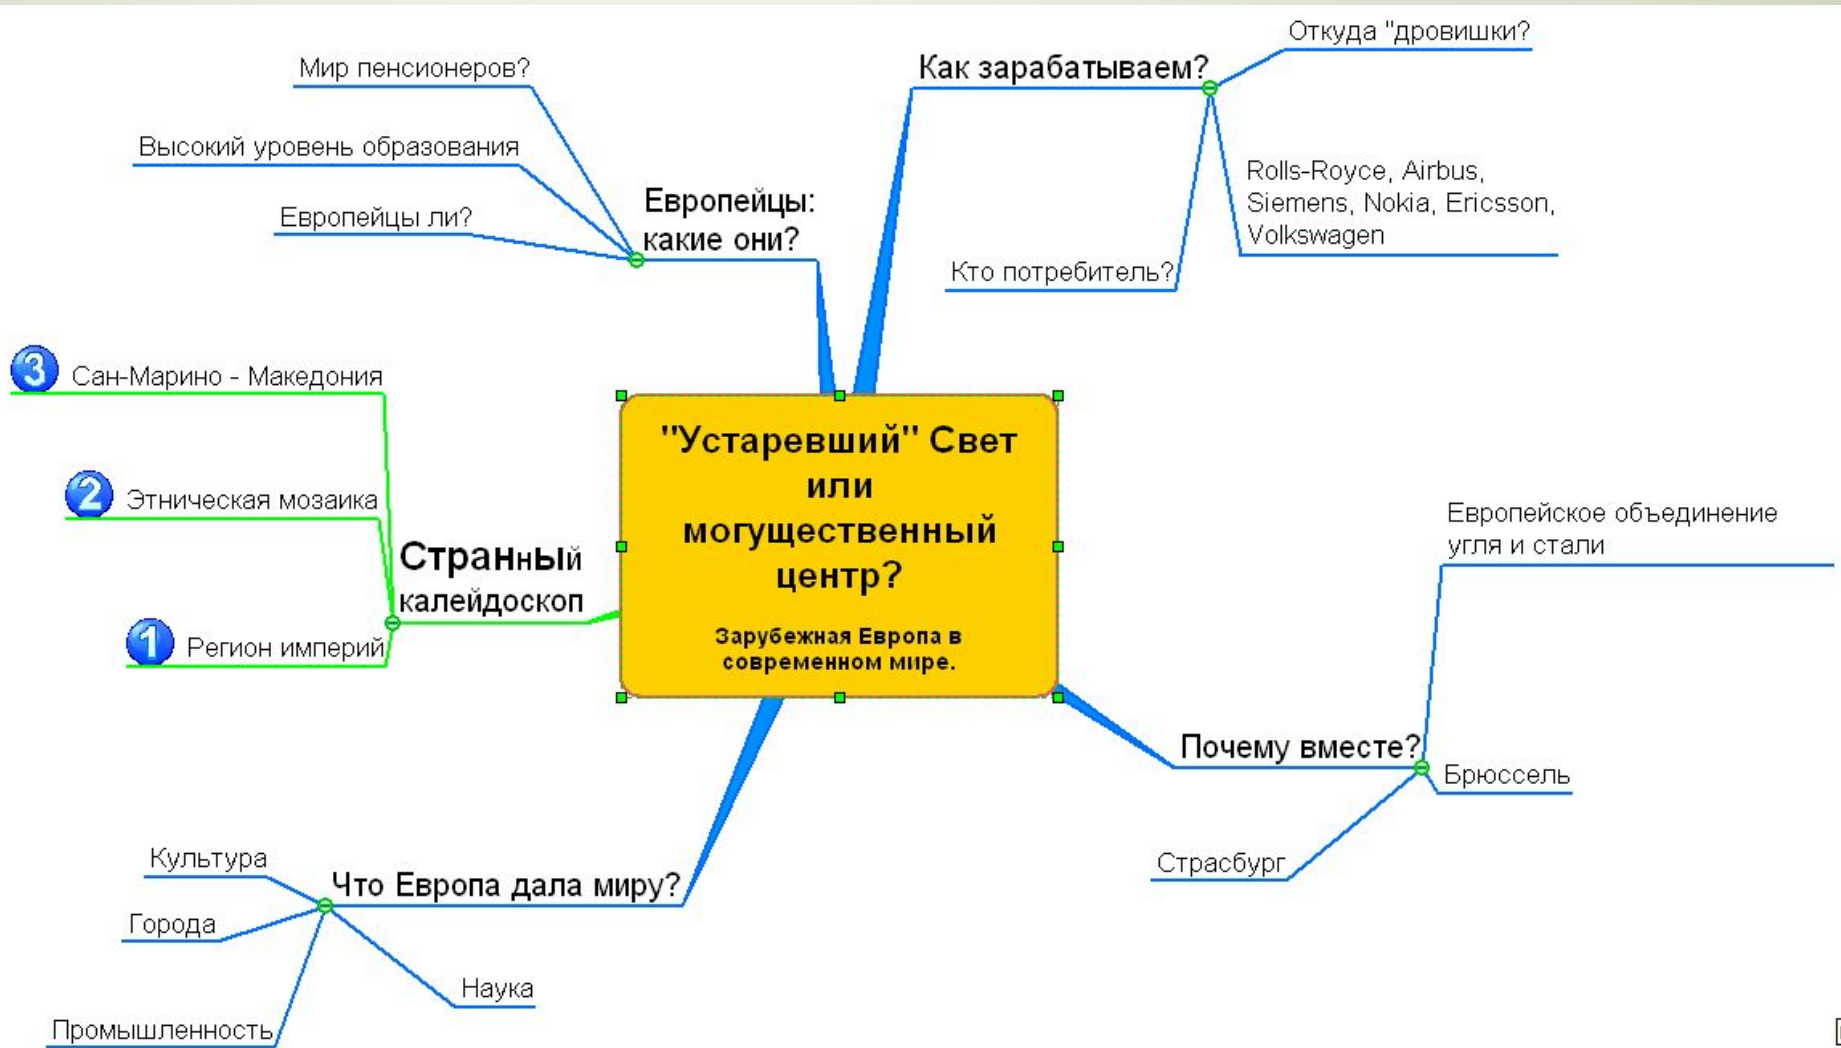 Откуда "дровишки?
Как зарабатываем?
Rolls-Royce, Airbus,
Siemens, Nokia, Ericsson,
Volkswagen
Кто потребитель?
Мир пенсионеров?
Высокий уровень образования
Европейцы ли?
Европейцы:
какие они?
3 Сан-Марино - Македония
2 Этническая мозаика
1 Регион империй
Странный
калейдоскоп
"Устаревший" Свет
или
могущественный
центр?
Зарубежная Европа в
современном мире.
Европейское объединение
угля и стали
Почему вместе?
Брюссель
Страсбург
Что Европа дала миру?
Культура
Города
Наука
Промышленность